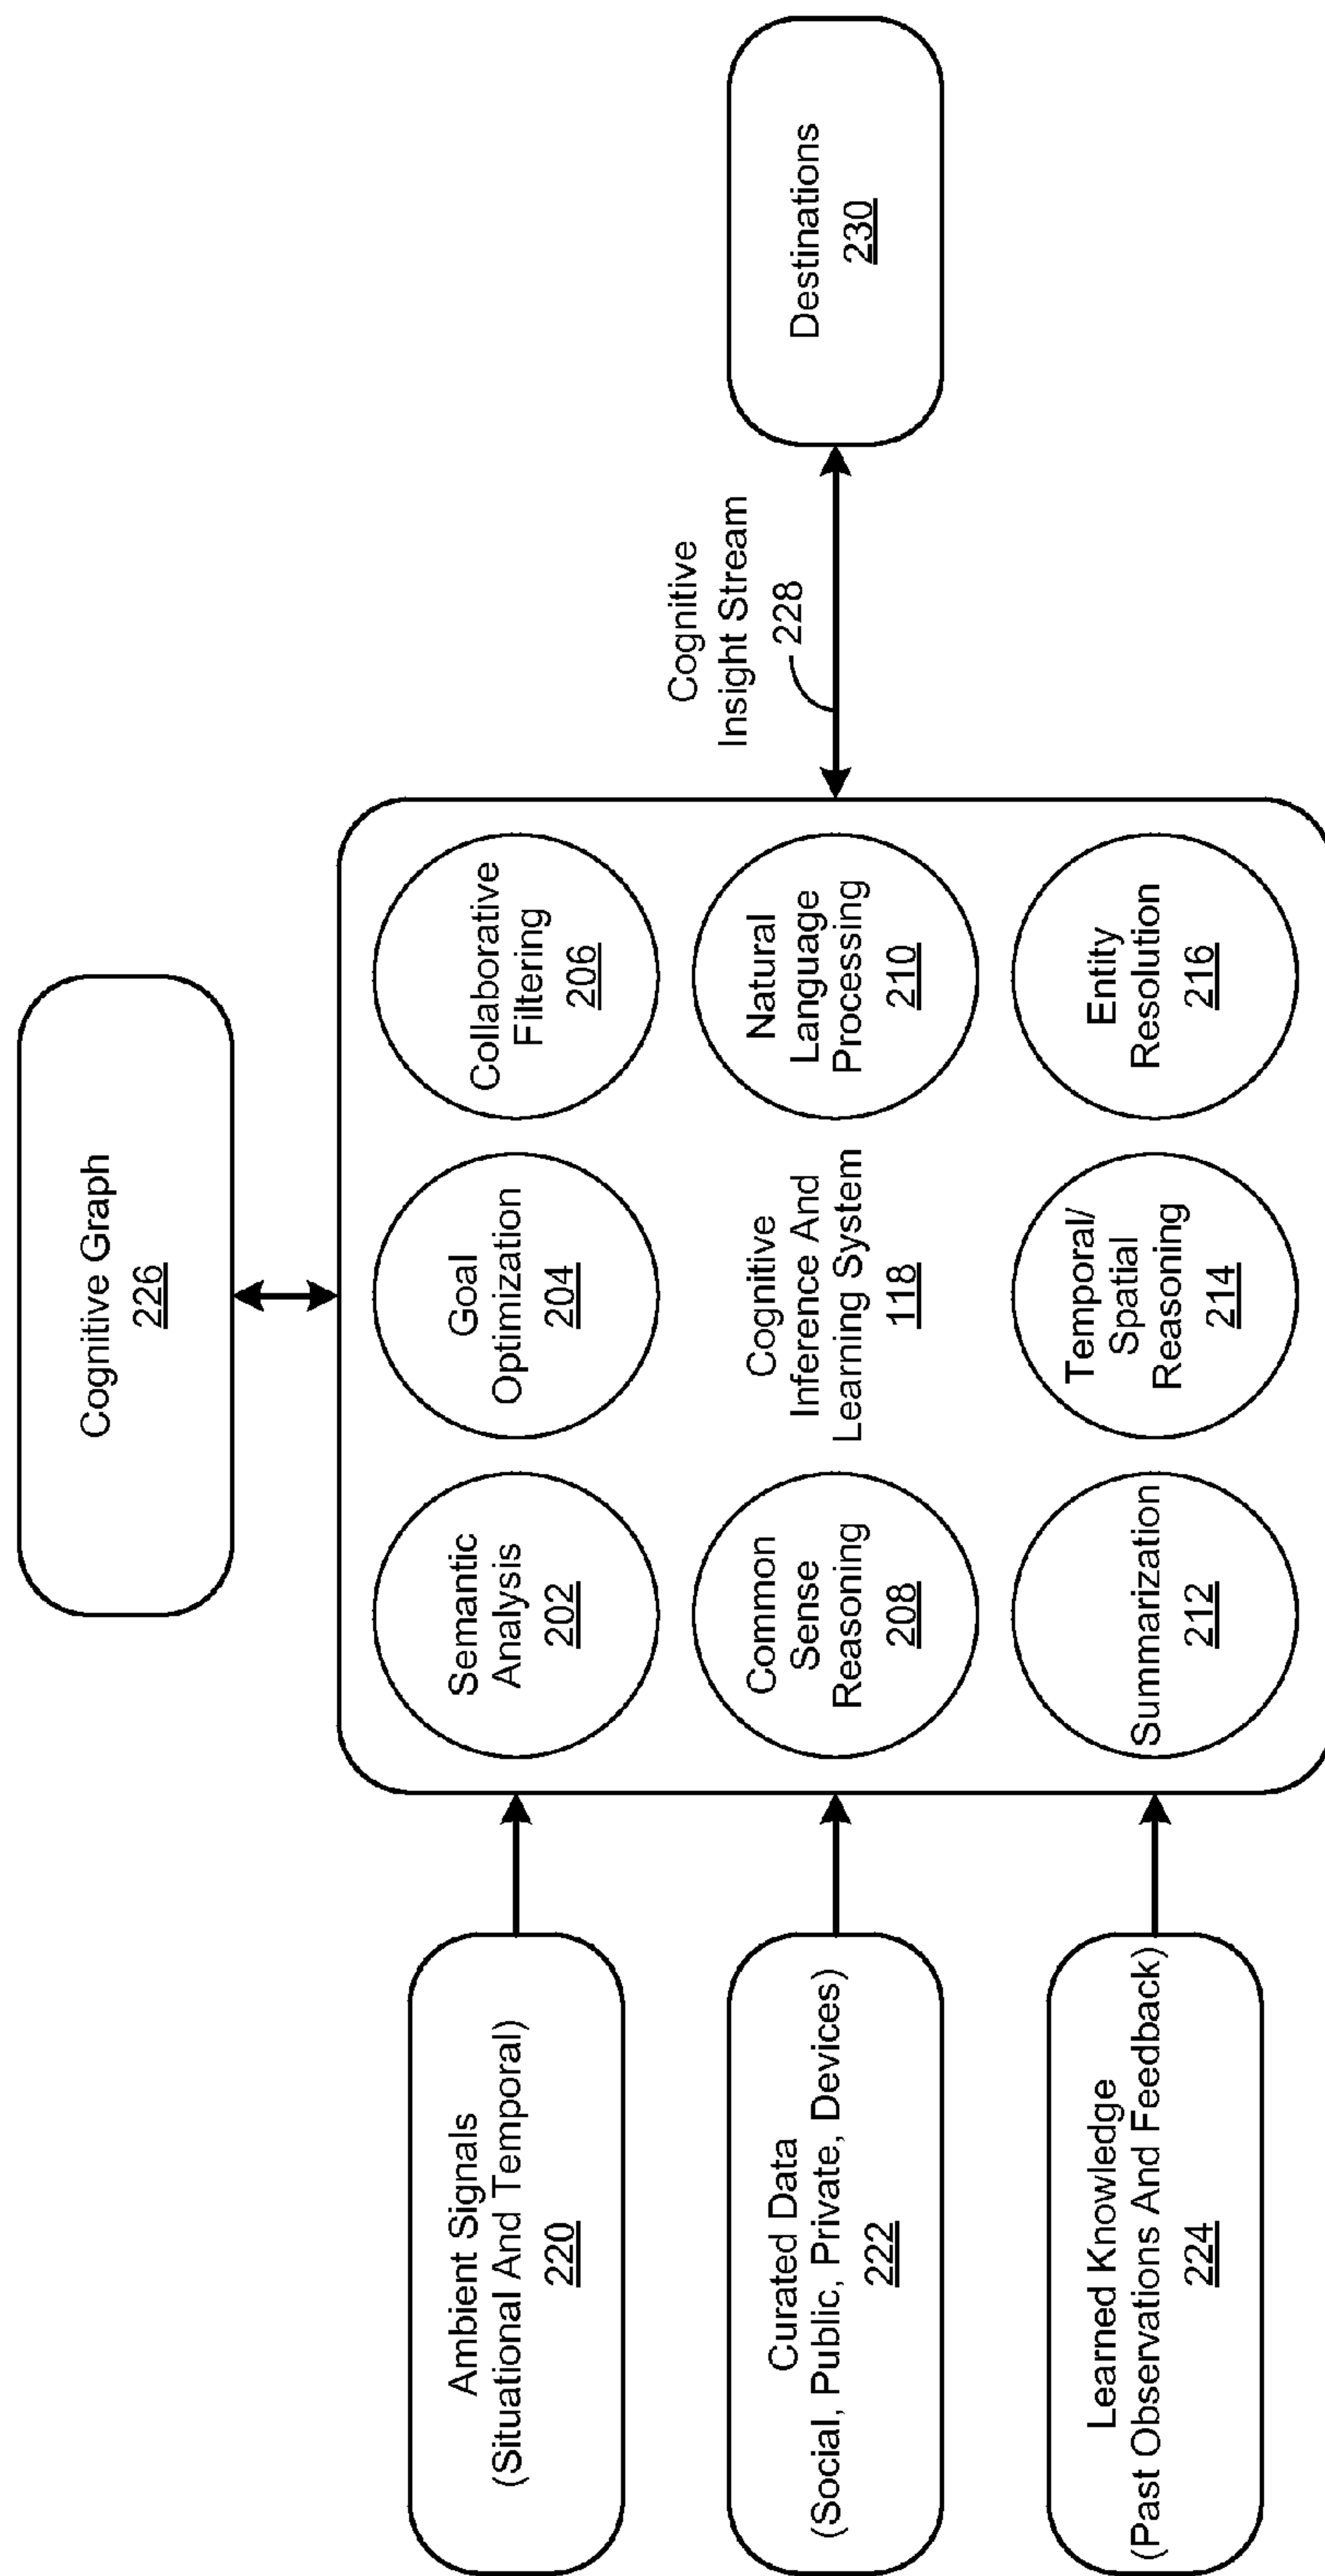 Cognitive Graph
226
Ambient Signals
(Situational And Temporal)
220
Curated Data
(Social, Public, Private, Devices)
222
Learned Knowledge
(Past Observations And Feedback)
224
Semantic
Analysis
202
Goal
Optimization
204
Collaborative
Filtering
206
Common
Sense
Reasoning
208
Cognitive
Inference And
Learning System
118
Natural
Language
Processing
210
Summarization
212
Temporal/
Spatial
Reasoning
214
Entity
Resolution
216
Cognitive
Insight Stream
228
Destinations
230